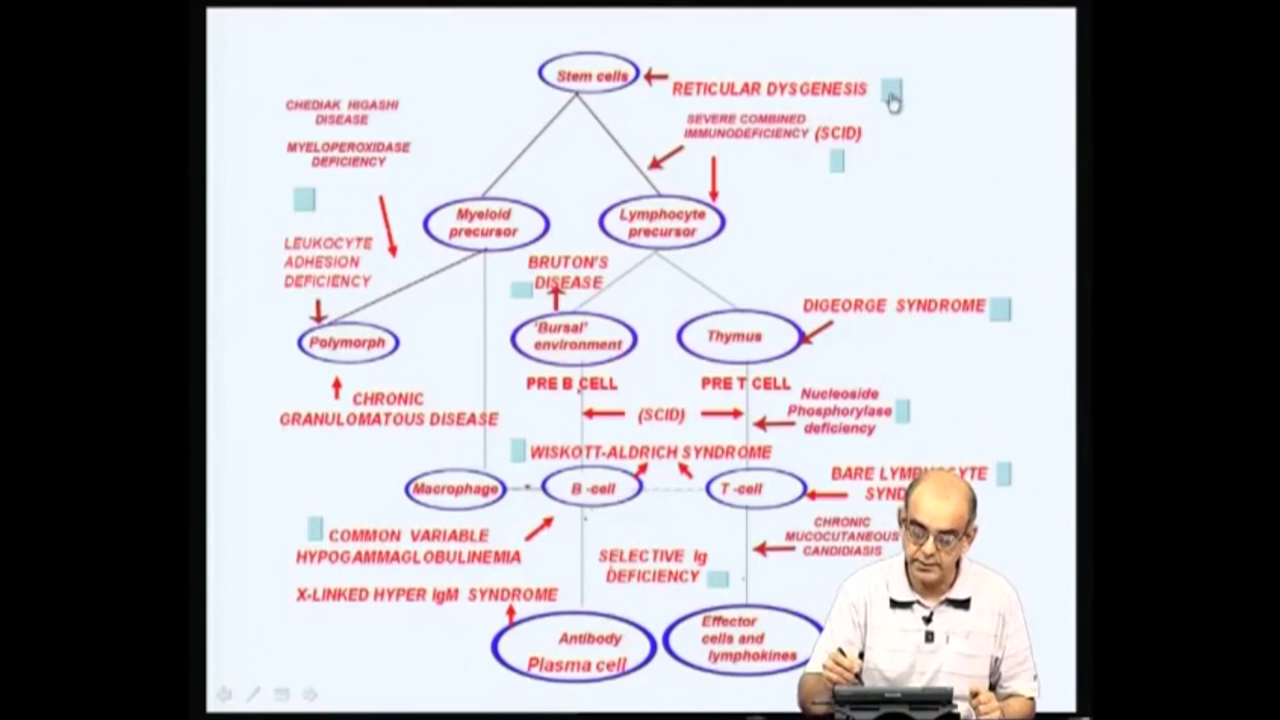 Stem cells
RETICULAR DYSGENESIS
CHEDIAK HIGASHI
DISEASE
SEVERE COMBINED
IMMUNODEFICIENCY (SCID)
MYELOPEROXIDASE
DEFICIENCY
Myeloid
precursor
Lymphocyte
precursor
LEUKOCYTE
ADHESION
DEFICIENCY
BRUTON'S
DISEASE
DIGEORGE SYNDROME
Polymorph
'Bursal'
environment
Thymus
PRE B CELL
PRE T CELL
CHRONIC
GRANULOMATOUS DISEASE
(SCID)
Nucleoside
Phosphorylase
deficiency
WISKOTT-ALDRICH SYNDROME
Macrophage
B -cell
T -cell
BARE
SYND
COMMON VARIABLE
HYPOGAMMAGLOBULINEMIA
CHRONIC
MUCOCUTANEOUS
CANDIDIASIS
SELECTIVE Ig
DEFICIENCY
X-LINKED HYPER IgM SYNDROME
Antibody
Plasma cell
Effector
cells and
lymphokines